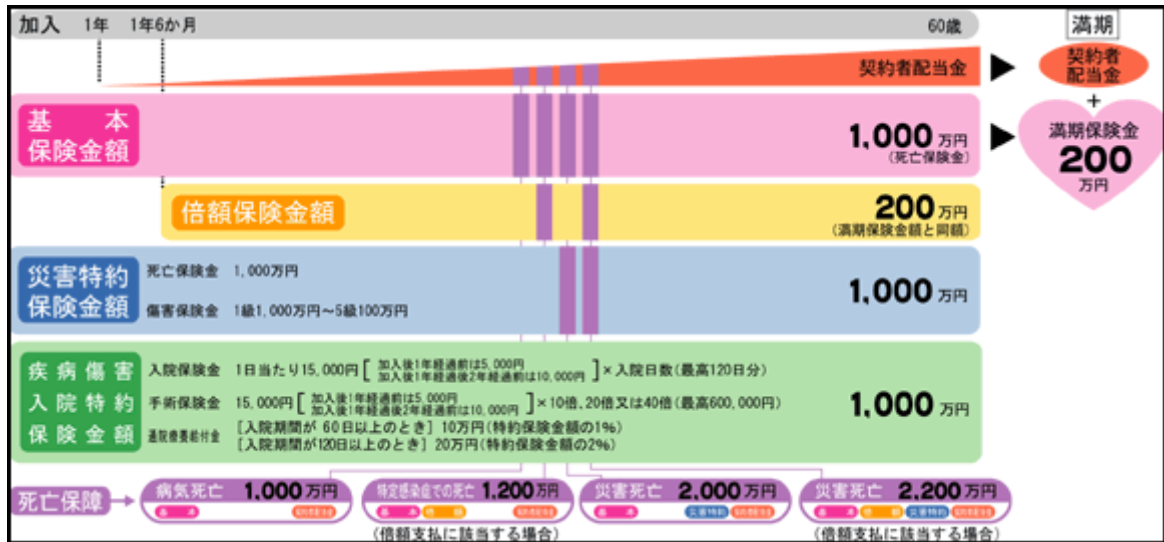 加入 1年 1年6か月 60歳 満期
契約者配当金
契約者
配当金
+
基本
保険金額
1,000万円
(死亡保険金)
満期保険金
200
万円
倍額保険金額
200万円
(満期保険金額と同額)
災害特約
保険金額
死亡保険金 1,000万円
傷害保険金 1級1,000万円～5級100万円
1,000万円
疾病傷害
入院特約
保険金額
入院保険金 1日当たり15,000円[加入後1年経過前は5,000円
加入後1年経過後2年経過前は10,000円]×入院日数(最高120日分)
手術保険金 15,000円[加入後1年経過前は5,000円
加入後1年経過後2年経過前は10,000円]×10倍、20倍又は40倍(最高600,000円)
通院療養給付金 [入院期間が 60日以上のとき] 10万円(特約保険金額の1%)
[入院期間が120日以上のとき] 20万円(特約保険金額の2%)
1,000万円
死亡保障
病気死亡 1,000万円
基本 契約者配当金
特定感染症での死亡 1,200万円
基本 倍額 契約者配当金
(倍額支払に該当する場合)
災害死亡 2,000万円
基本 災害特約 契約者配当金
災害死亡 2,200万円
基本 倍額 災害特約 契約者配当金
(倍額支払に該当する場合)